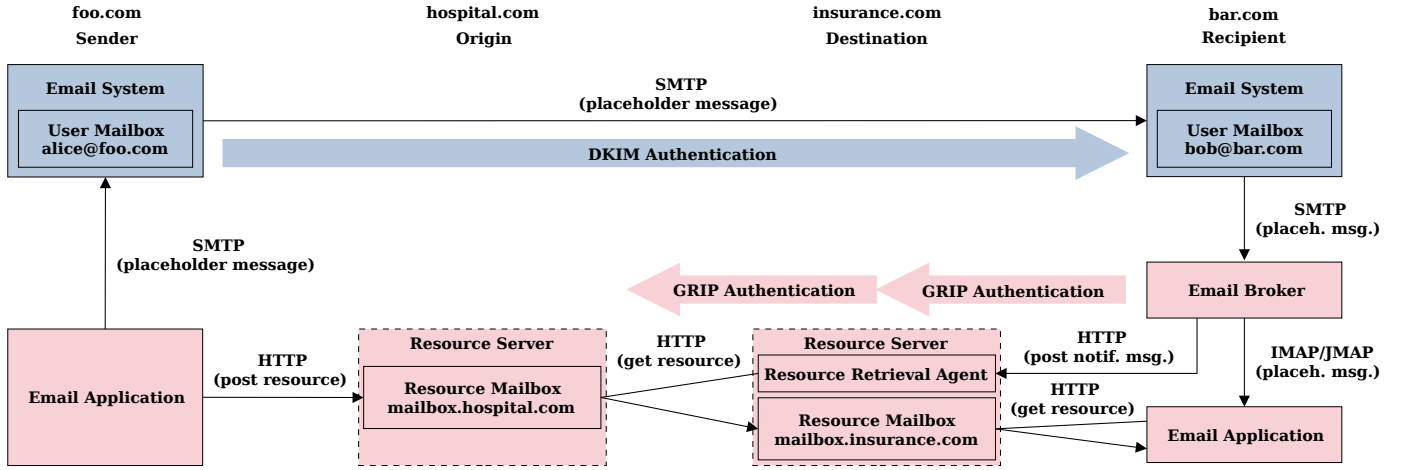 foo.com
Sender
hospital.com
Origin
insurance.com
Destination
bar.com
Recipient
Email System
User Mailbox
alice@foo.com
SMTP
(placeholder message)
DKIM Authentication
Email System
User Mailbox
bob@bar.com
SMTP
(placeholder message)
SMTP
(placeh. msg.)
GRIP Authentication
GRIP Authentication
Email Broker
Email Application
HTTP
(post resource)
Resource Server
Resource Mailbox
mailbox.hospital.com
HTTP
(get resource)
Resource Server
Resource Retrieval Agent
Resource Mailbox
mailbox.insurance.com
HTTP
(post notif. msg.)
HTTP
(get resource)
IMAP/JMAP
(placeh. msg.)
Email Application